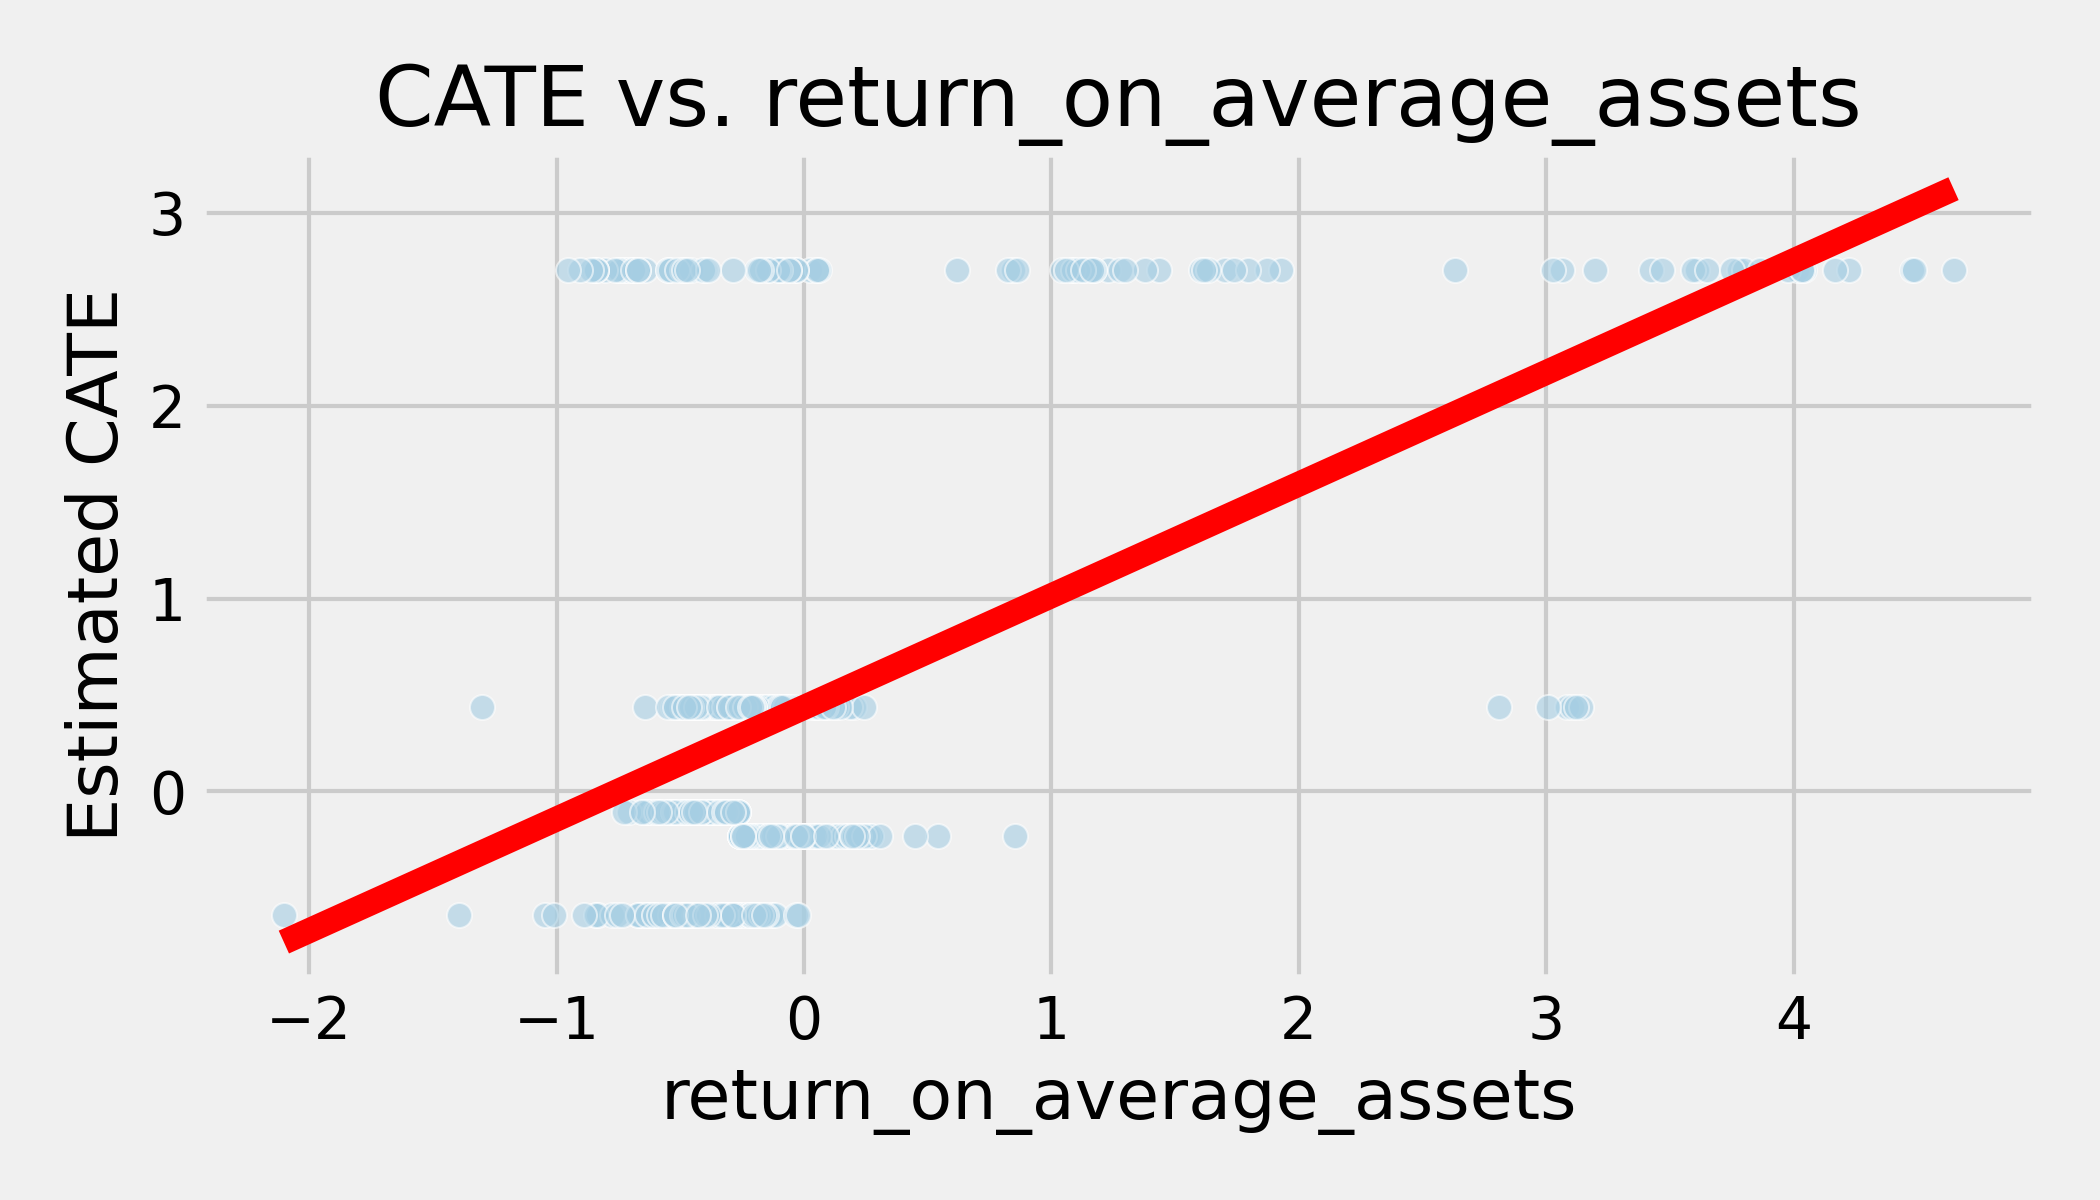 CATE vs. return_on_average_assets
Estimated CATE
3
2
1
0
−2 −1 0 1 2 3 4
return_on_average_assets